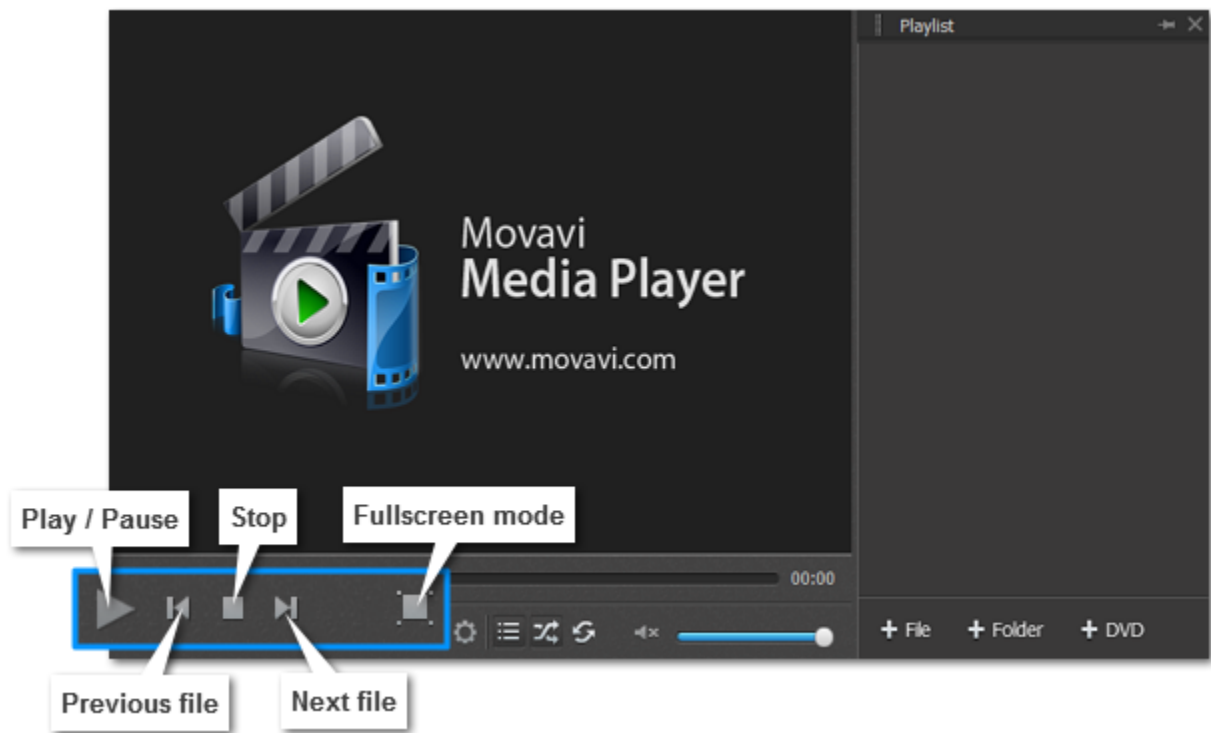 Playlist
Movavi
Media Player
www.movavi.com
Play / Pause
Stop
Fullscreen mode
00:00
File
Folder
DVD
Previous file
Next file